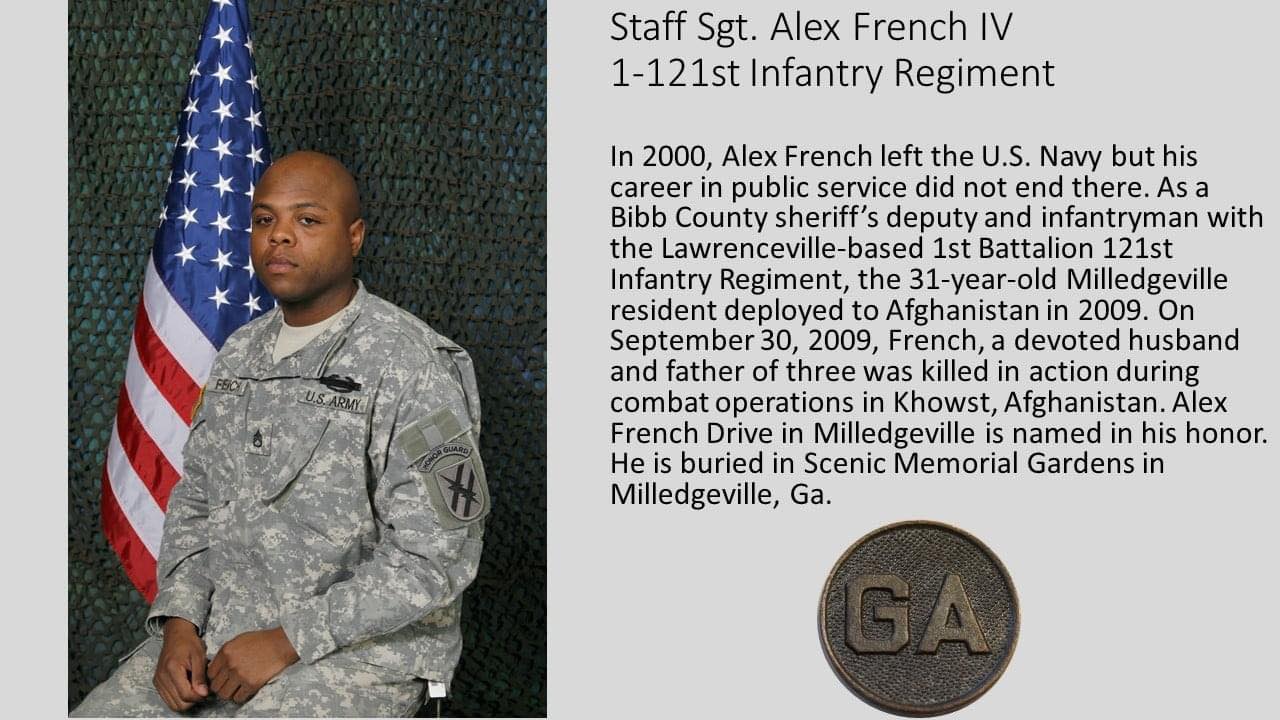 Staff Sgt. Alex French IV
1-121st Infantry Regiment
In 2000, Alex French left the U.S. Navy but his
career in public service did not end there. As a
Bibb County sheriff’s deputy and infantryman with
the Lawrenceville-based 1st Battalion 121st
Infantry Regiment, the 31-year-old Milledgeville
resident deployed to Afghanistan in 2009. On
September 30, 2009, French, a devoted husband
and father of three was killed in action during
combat operations in Khowst, Afghanistan. Alex
French Drive in Milledgeville is named in his honor.
He is buried in Scenic Memorial Gardens in
Milledgeville, Ga.
U.S. ARMY
HONOR GUARD
GA